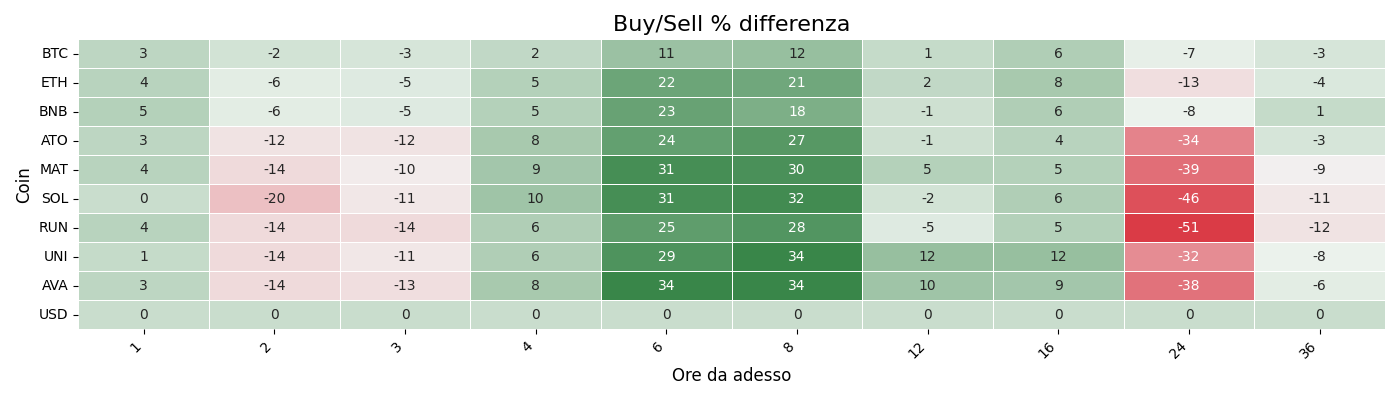 Buy/Sell % differenza
Coin
BTC 3 -2 -3 2 11 12 1 6 -7 -3
ETH 4 -6 -5 5 22 21 2 8 -13 -4
BNB 5 -6 -5 5 23 18 -1 6 -8 1
ATO 3 -12 -12 8 24 27 -1 4 -34 -3
MAT 4 -14 -10 9 31 30 5 5 -39 -9
SOL 0 -20 -11 10 31 32 -2 6 -46 -11
RUN 4 -14 -14 6 25 28 -5 5 -51 -12
UNI 1 -14 -11 6 29 34 12 12 -32 -8
AVA 3 -14 -13 8 34 34 10 9 -38 -6
USD 0 0 0 0 0 0 0 0 0 0
1 2 3 4 6 8 12 16 24 36
Ore da adesso